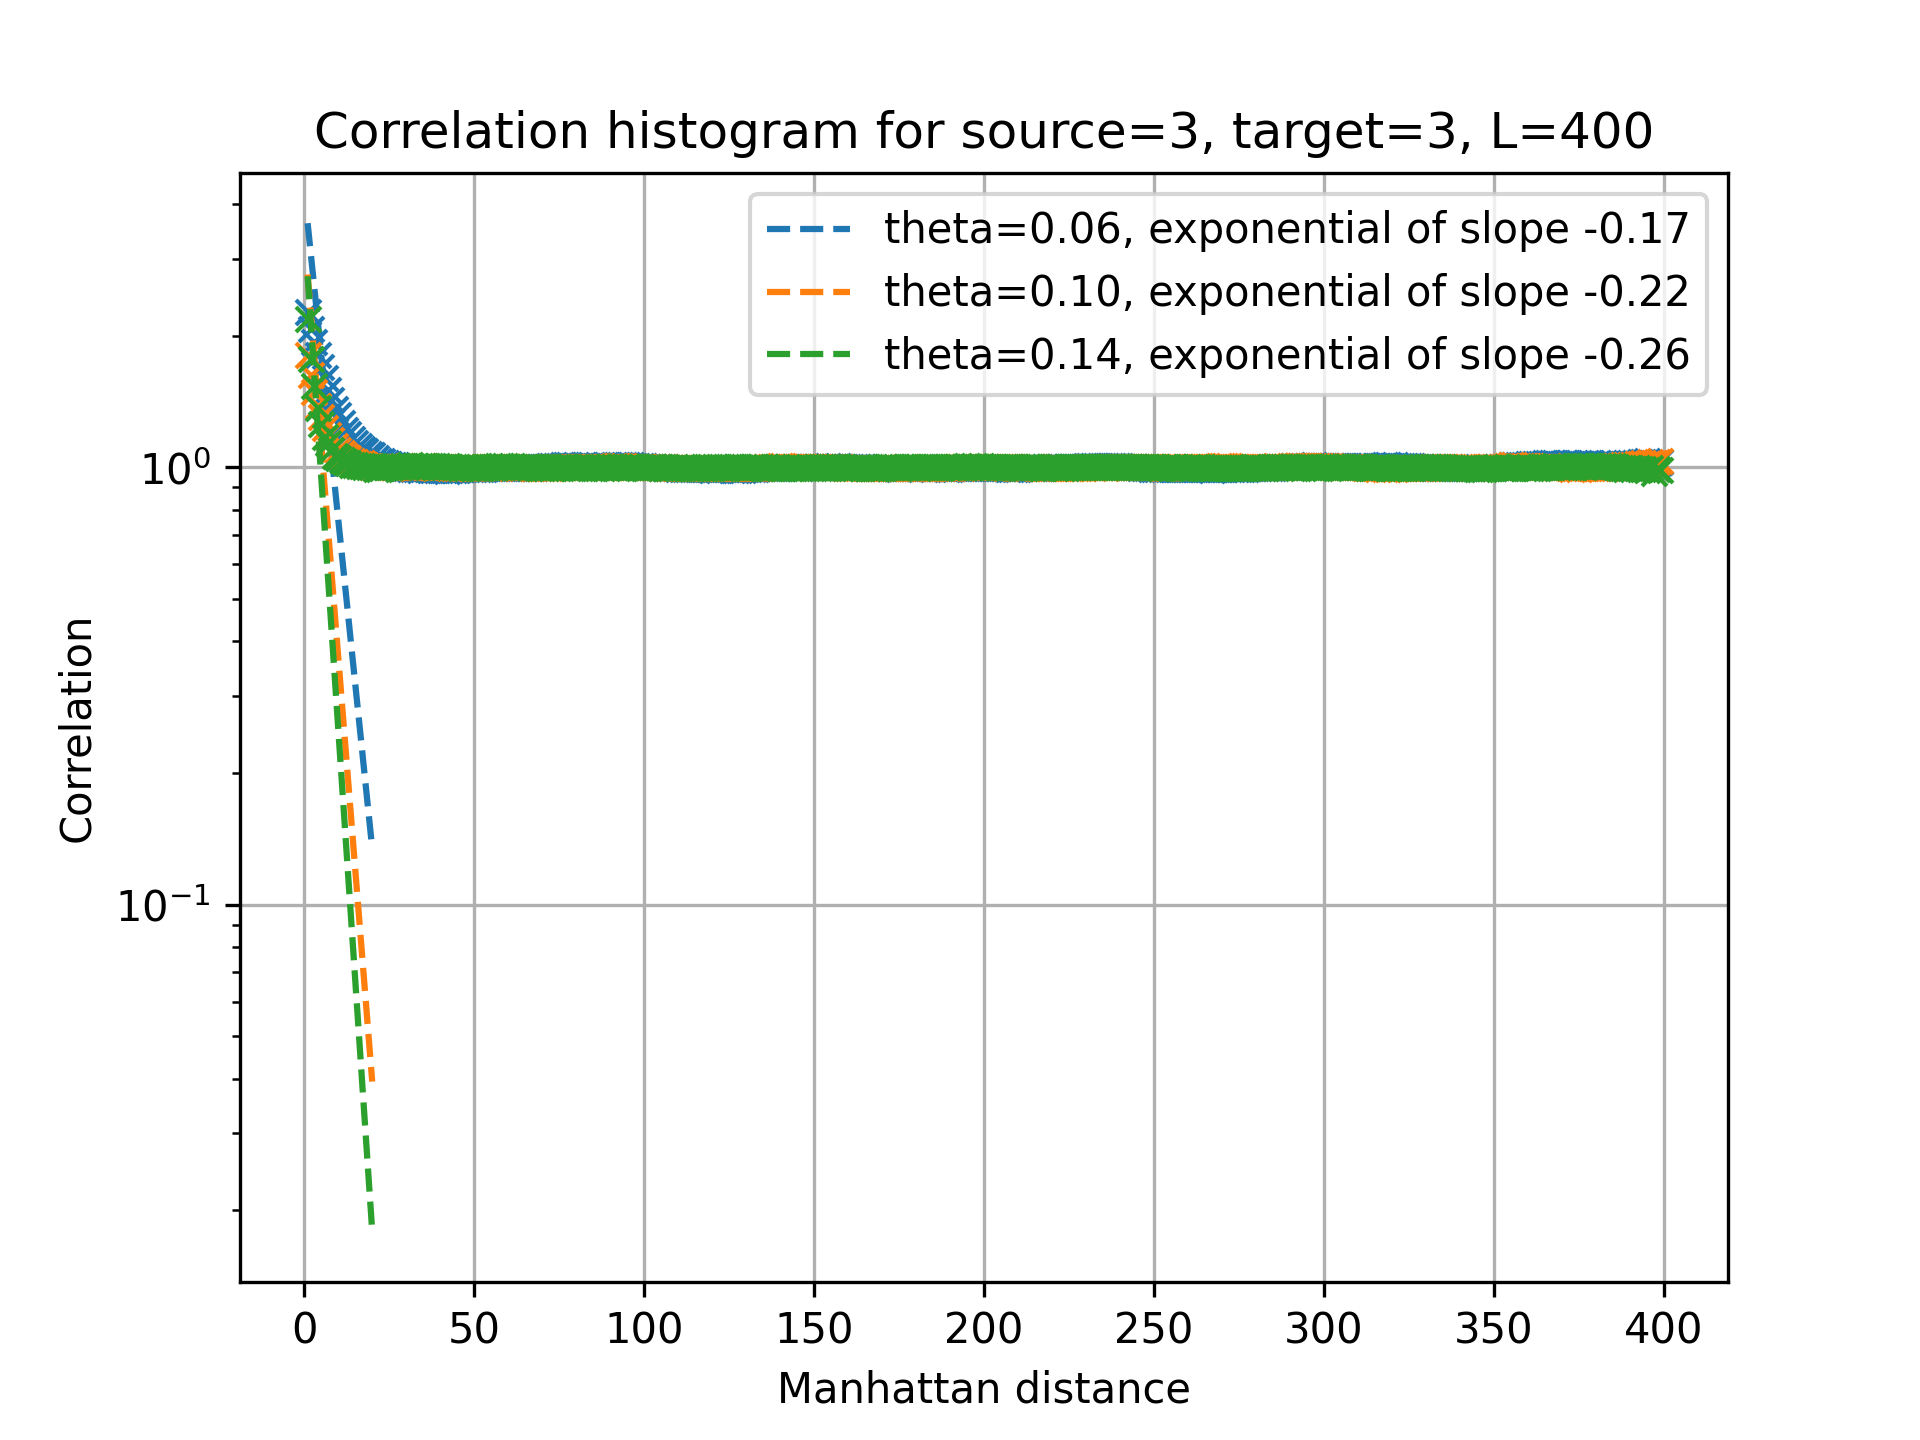 Correlation histogram for source=3, target=3, L=400
theta=0.06, exponential of slope -0.17
theta=0.10, exponential of slope -0.22
theta=0.14, exponential of slope -0.26
Correlation
10⁰
10⁻¹
0 50 100 150 200 250 300 350 400
Manhattan distance